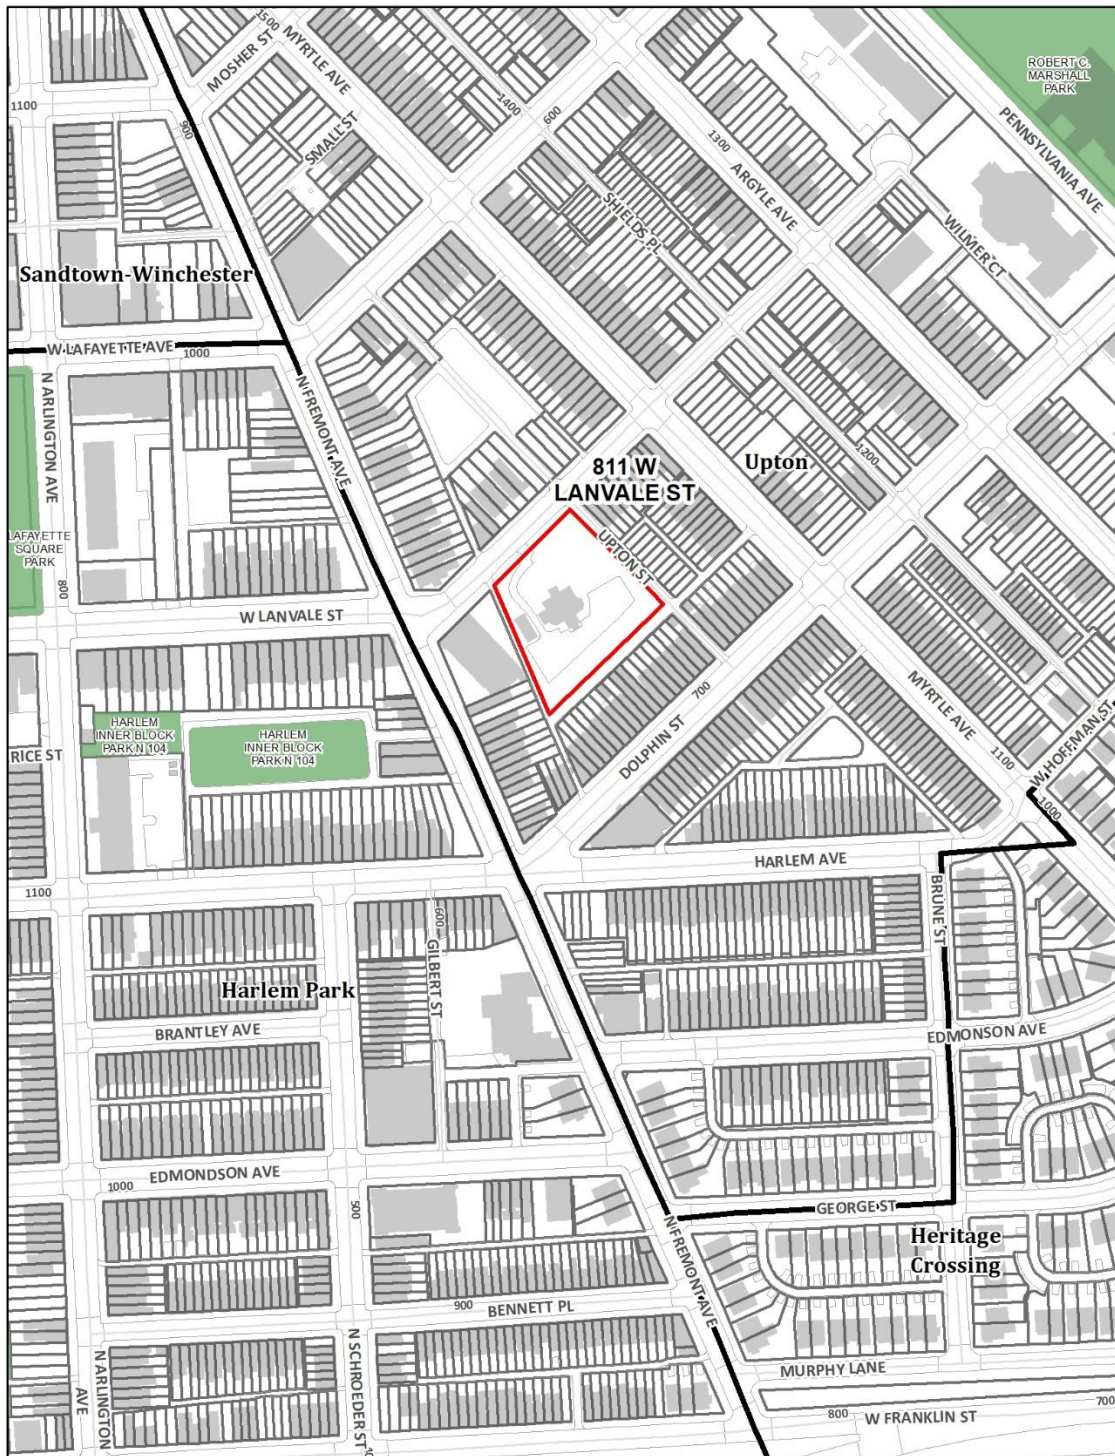 1500
MYRTLE AVE
MOSHER ST
ROBERT C.
MARSHALL
PARK
1100
900
SMALL ST
1400
600
1300
ARGYLE AVE
PENNSYLVANIA AVE
SHIELDS PL
WILMER CT
Sandtown-Winchester
W LAFAYETTE AVE
1000
N ARLINGTON AVE
N FREMONT AVE
811 W
LANVALE ST
Upton
1200
LAFAYETTE
SQUARE
PARK
800
UPTON ST
W LANVALE ST
MYRTLE AVE
700
DOLPHIN ST
1100
W HOFFMAN ST
1000
HARLEM
INNER BLOCK
PARK N 104
HARLEM
INNER BLOCK
PARK N 104
RICE ST
HARLEM AVE
1100
BRUNE ST
600
GILBERT ST
Harlem Park
BRANTLEY AVE
EDMONSON AVE
EDMONDSON AVE
1000
500
GEORGE ST
N FREMONT AVE
Heritage
Crossing
900
BENNETT PL
N ARLINGTON
AVE
N SCHROEDER ST
MURPHY LANE
800
W FRANKLIN ST
700